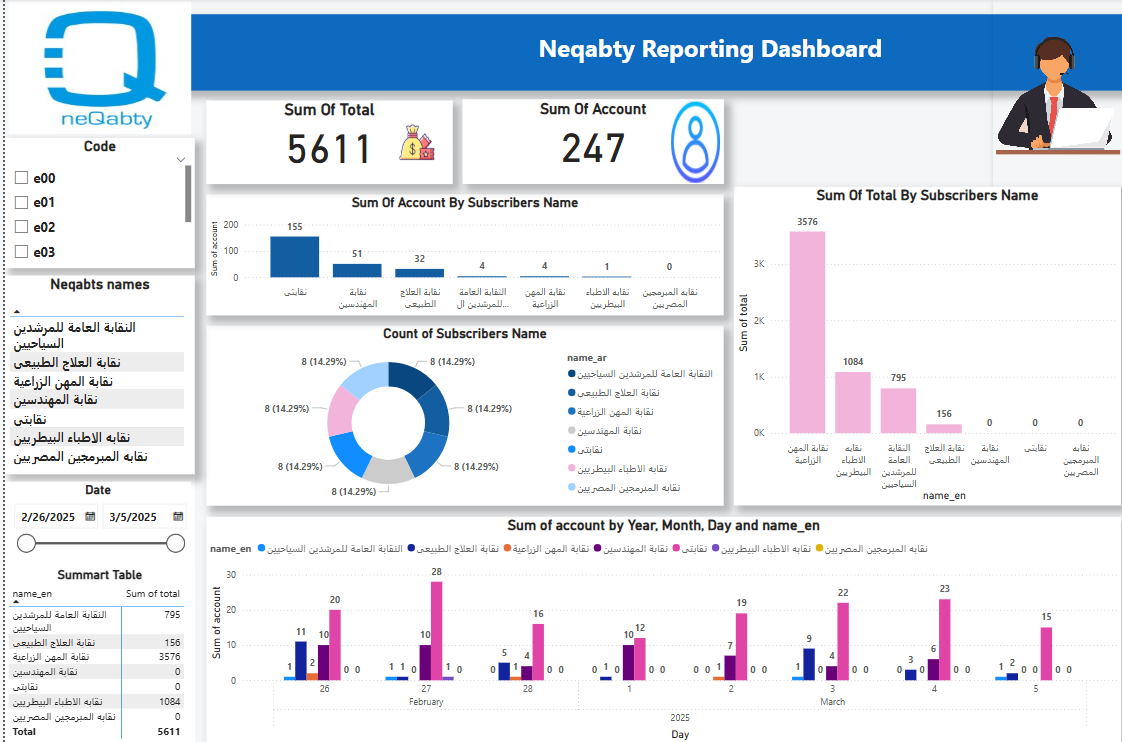 neQabty
Neqabty Reporting Dashboard
Code
e00
e01
e02
e03
Neqabts names
النقابة العامة للمرشدين
السياحيين
نقابة العلاج الطبيعى
نقابة المهن الزراعية
نقابة المهندسين
نقابتى
نقابه الاطباء البيطريين
نقابه المبرمجين المصريين
Date
2/26/2025 3/5/2025
Summart Table
name_en Sum of total
النقابة العامة للمرشدين
السياحيين 795
نقابة العلاج الطبيعى 156
نقابة المهن الزراعية 3576
نقابة المهندسين 0
نقابتى 0
نقابه الاطباء البيطريين 1084
نقابه المبرمجين المصريين 0
Total 5611
Sum Of Total
5611
Sum Of Account
247
Sum Of Account By Subscribers Name
Sum of account
200
100
0
155 51 32 4 4 1 0
نقابتى
نقابة
المهندسين
نقابة العلاج
الطبيعى
النقابة العامة
للمرشدين ال...
نقابة المهن
الزراعية
نقابه الاطباء
البيطريين
نقابه المبرمجين
المصريين
Count of Subscribers Name
8 (14.29%) 8 (14.29%)
8 (14.29%) 8 (14.29%)
8 (14.29%) 8 (14.29%)
8 (14.29%)
name_ar
النقابة العامة للمرشدين السياحيين
نقابة العلاج الطبيعى
نقابة المهن الزراعية
نقابة المهندسين
نقابتى
نقابه الاطباء البيطريين
نقابه المبرمجين المصريين
Sum Of Total By Subscribers Name
Sum of total
3K
2K
1K
0K
3576 1084 795 156 0 0 0
نقابة المهن
الزراعية
نقابه
الاطباء
البيطريين
النقابة
العامة
للمرشدين
السياحيين
نقابة العلاج
الطبيعى
نقابة
المهندسين
نقابتى
نقابه
المبرمجين
المصريين
name_en
Sum of account by Year, Month, Day and name_en
name_en النقابة العامة للمرشدين السياحيين نقابة العلاج الطبيعى نقابة المهن الزراعية نقابة المهندسين نقابتى نقابه الاطباء البيطريين نقابه المبرمجين المصريين
Sum of account
30
20
10
0
1 11 2 10 20 0 0
1 1 0 10 28 1 0
0 5 1 4 16 0 0
0 1 0 10 12 0 0
0 0 1 7 19 0 0
1 9 0 4 22 0 0
0 3 0 6 23 0 0
1 2 0 0 15 0 0
26 27 28 1 2 3 4 5
February March
2025
Day